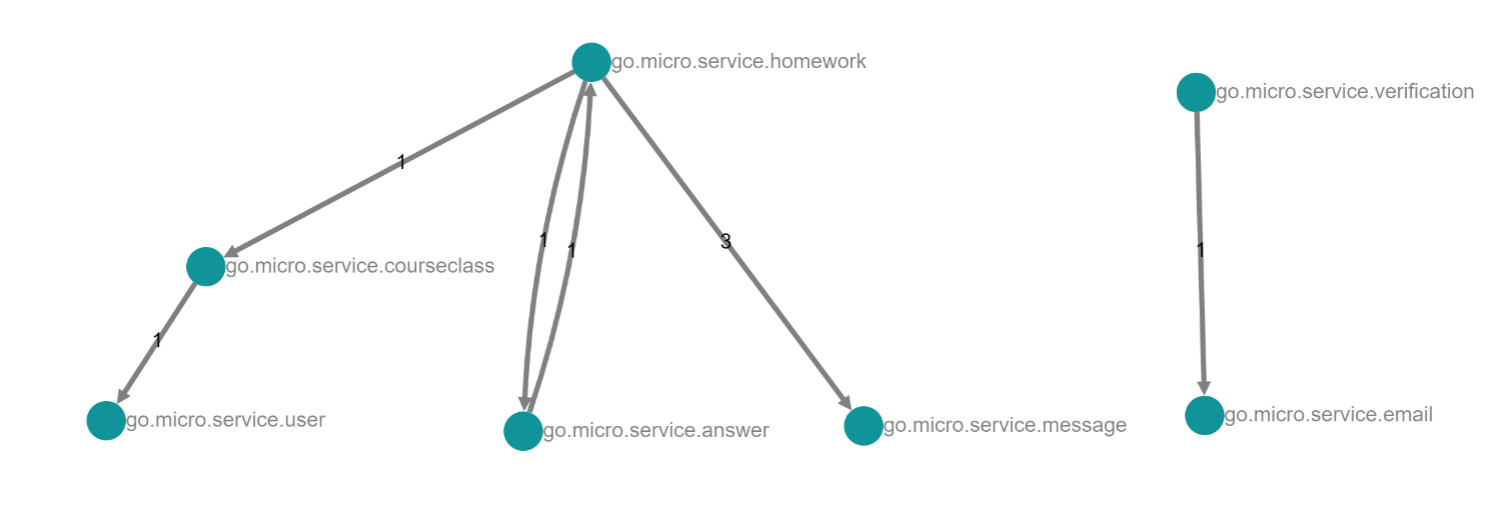 go.micro.service.homework
go.micro.service.verification
1
1
1
3
1
go.micro.service.courseclass
1
go.micro.service.user
go.micro.service.answer
go.micro.service.message
go.micro.service.email